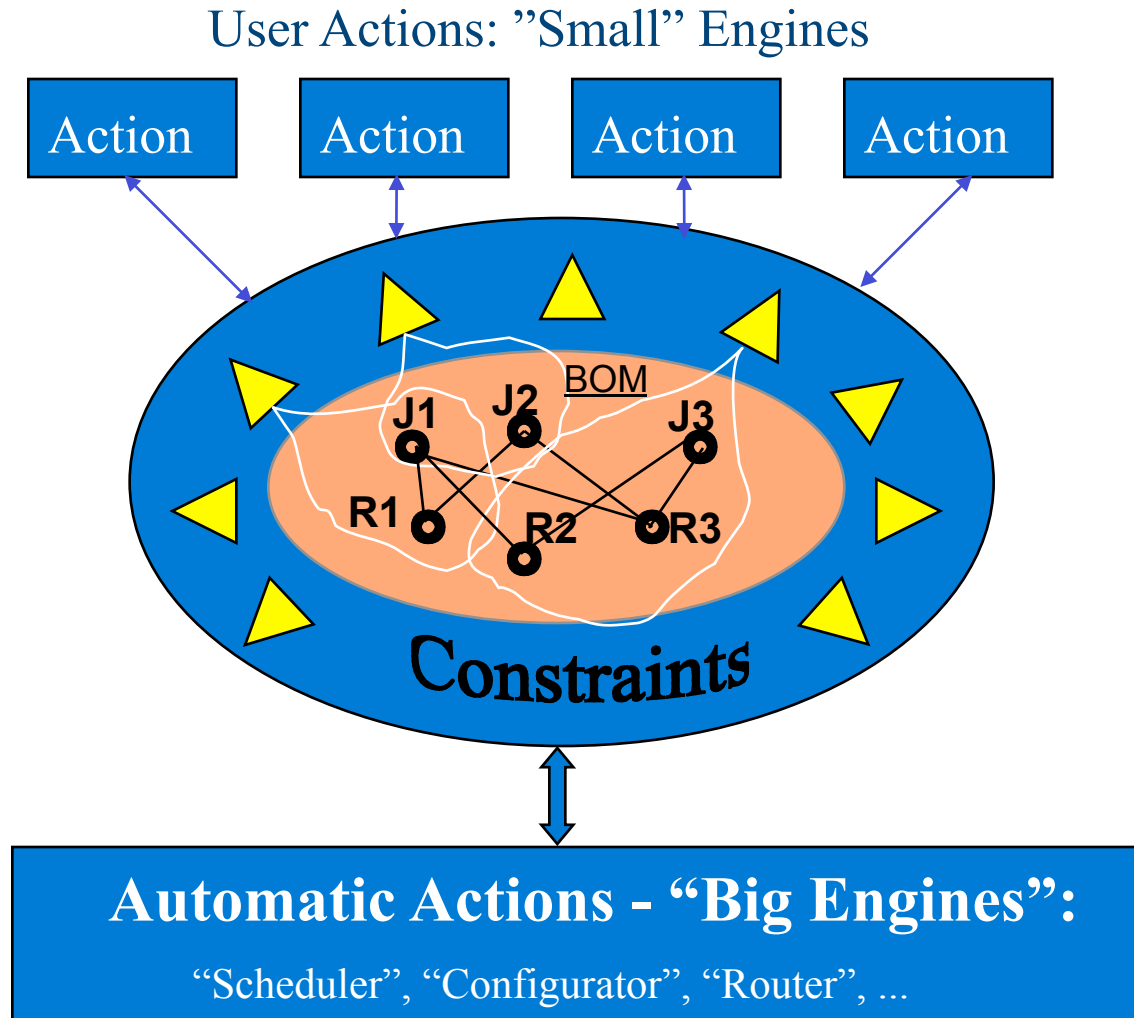 User Actions: ”Small” Engines
Action Action Action Action
BOM
J1 J2 J3
R1 R2 R3
Constraints
Automatic Actions - “Big Engines”:
“Scheduler”, “Configurator”, “Router”, ...